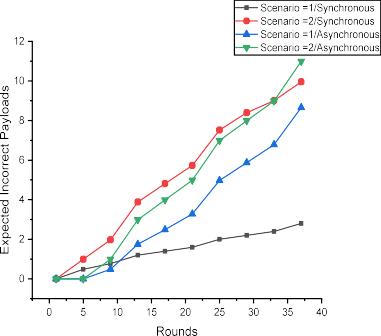 Scenario =1/Synchronous
Scenario =2/Synchronous
Scenario =1/Asynchronous
Scenario =2/Asynchronous
12
10
8
6
4
2
0
Expected Incorrect Payloads
0 5 10 15 20 25 30 35 40
Rounds